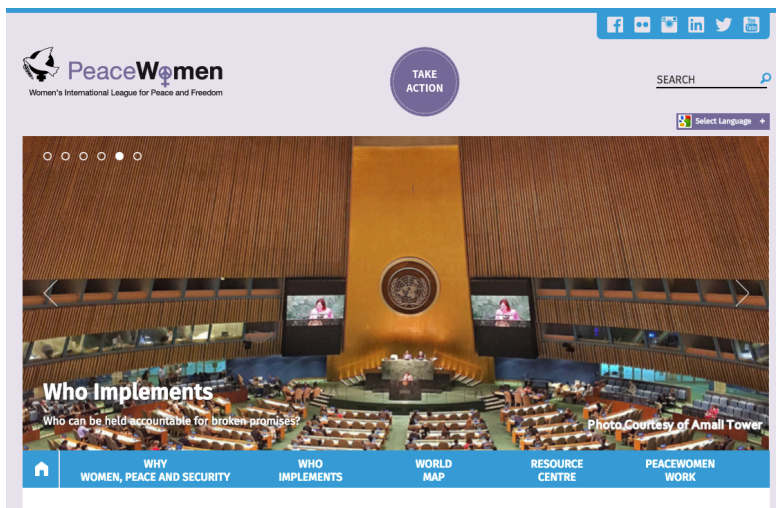 PeaceWomen
Women's International League for Peace and Freedom
TAKE
ACTION
You
Tube
SEARCH
Select Language +
Who Implements
Who can be held accountable for broken promises?
Photo Courtesy of Amall Tower
WHY
WOMEN, PEACE AND SECURITY
WHO
IMPLEMENTS
WORLD
MAP
RESOURCE
CENTRE
PEACEWOMEN
WORK